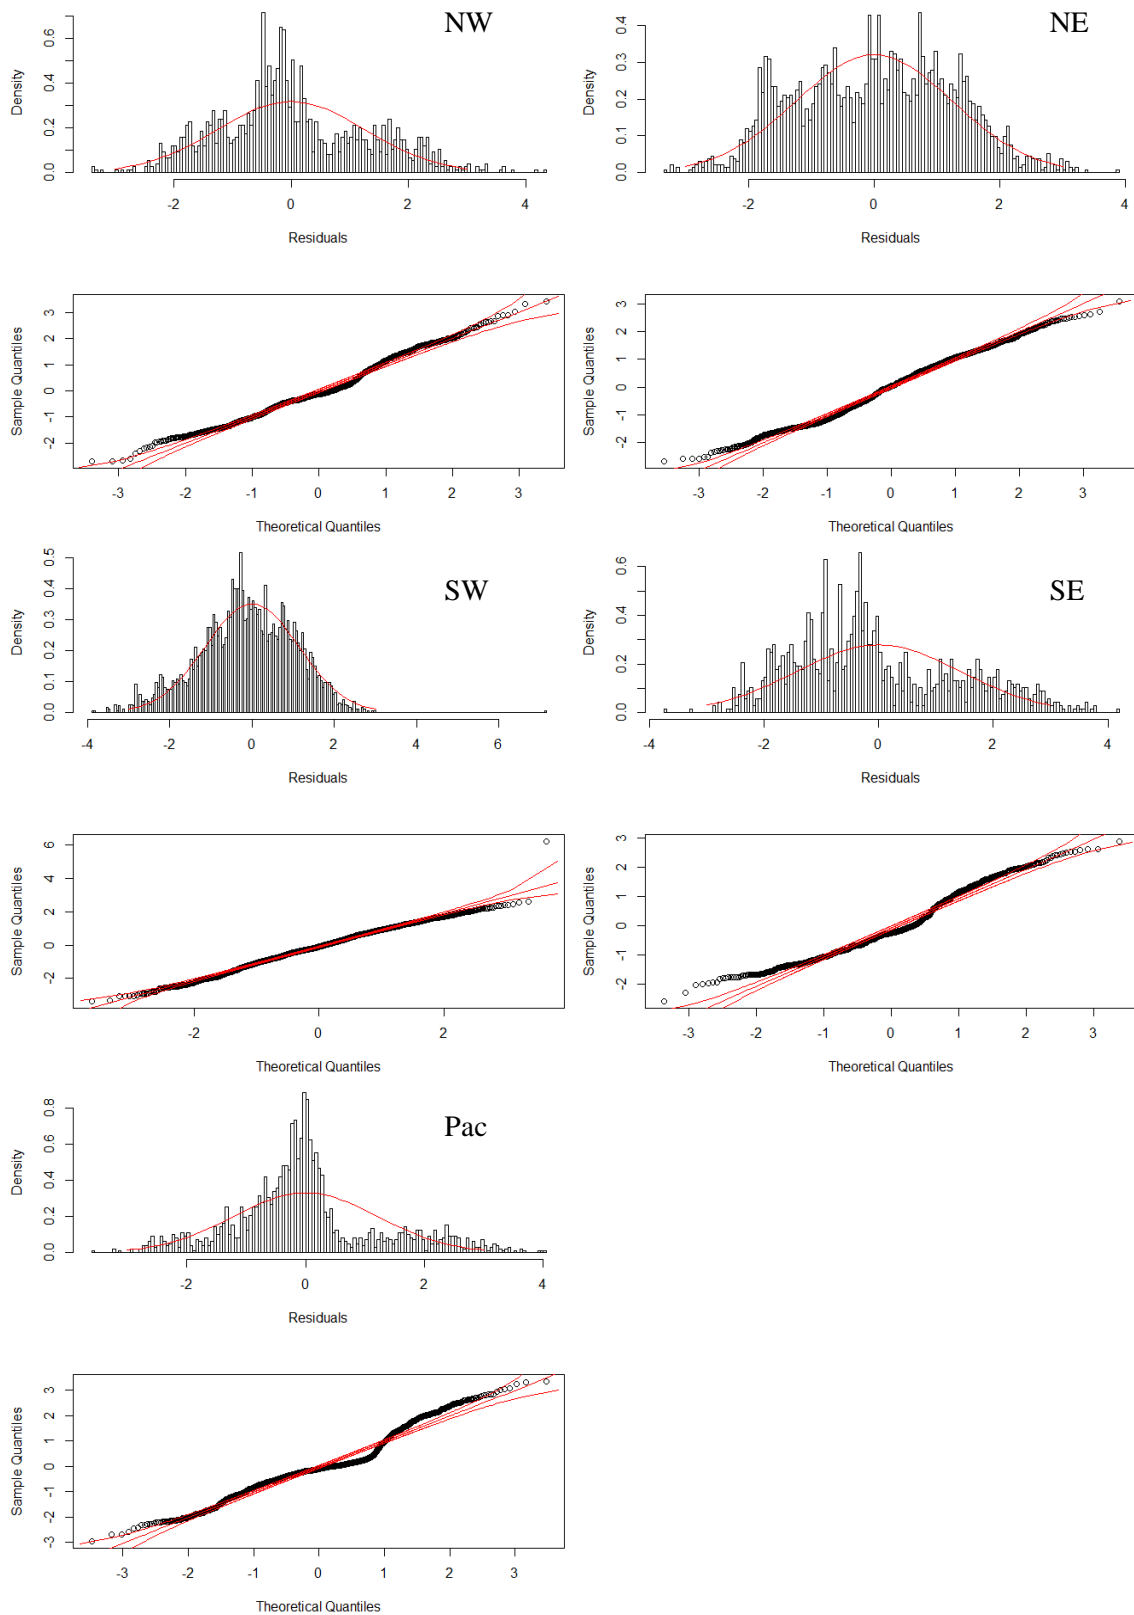 NW
Density
0.0 0.2 0.4 0.6
-2 0 2 4
Residuals
NE
Density
0.0 0.1 0.2 0.3 0.4
-2 0 2 4
Residuals
Sample Quantiles
-2 -1 0 1 2 3
-3 -2 -1 0 1 2 3
Theoretical Quantiles
Sample Quantiles
-2 -1 0 1 2 3
-3 -2 -1 0 1 2 3
Theoretical Quantiles
SW
Density
0.0 0.1 0.2 0.3 0.4 0.5
-4 -2 0 2 4 6
Residuals
SE
Density
0.0 0.2 0.4 0.6
-4 -2 0 2 4
Residuals
Sample Quantiles
-2 0 2 4 6
-2 0 2
Theoretical Quantiles
Sample Quantiles
-2 -1 0 1 2 3
-3 -2 -1 0 1 2 3
Theoretical Quantiles
Pac
Density
0.0 0.2 0.4 0.6 0.8
-2 0 2 4
Residuals
Sample Quantiles
-3 -2 -1 0 1 2 3
-3 -2 -1 0 1 2 3
Theoretical Quantiles